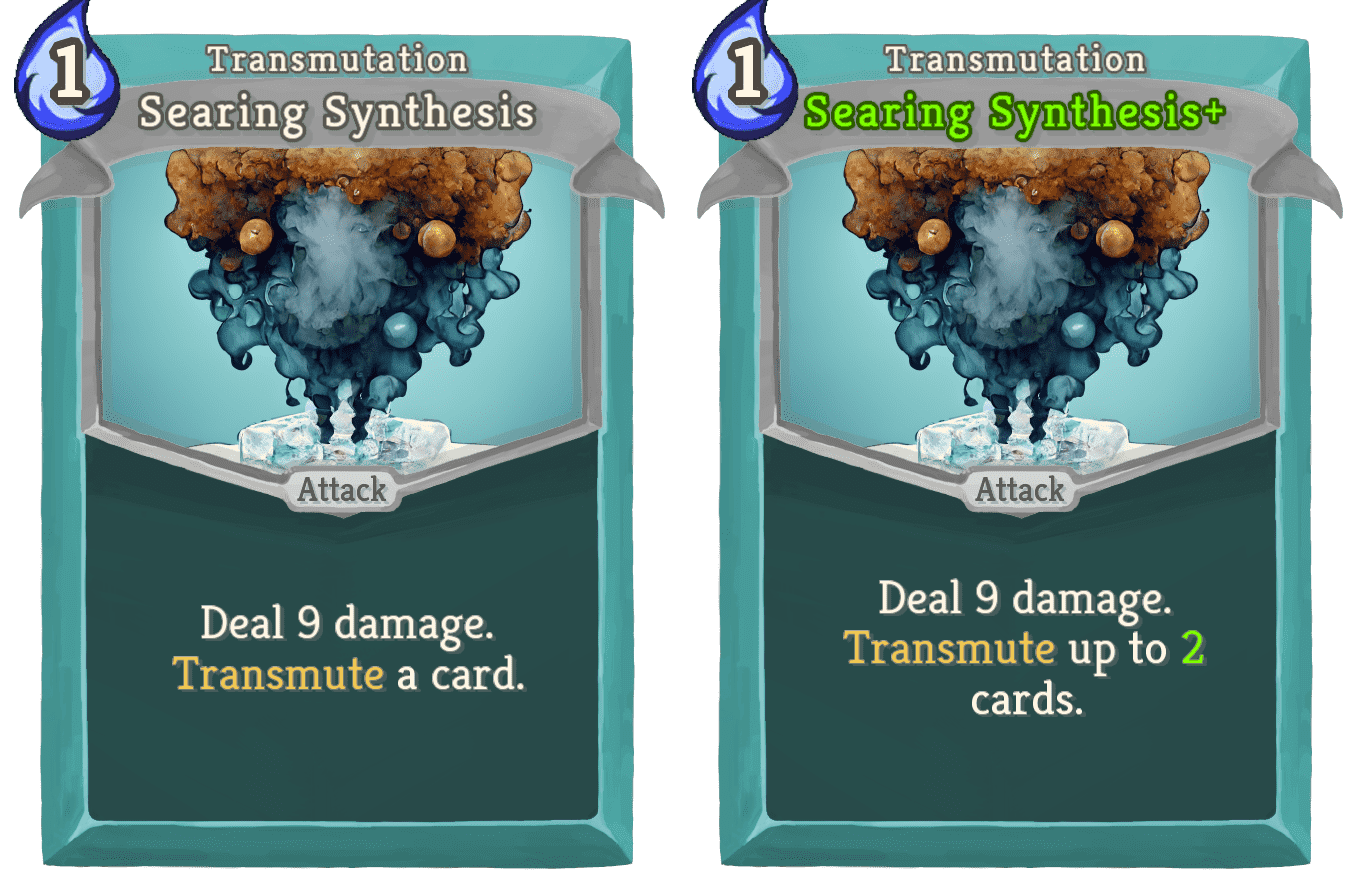 1
Transmutation
Searing Synthesis
Attack
Deal 9 damage.
Transmute a card.
1
Transmutation
Searing Synthesis+
Attack
Deal 9 damage.
Transmute up to 2
cards.